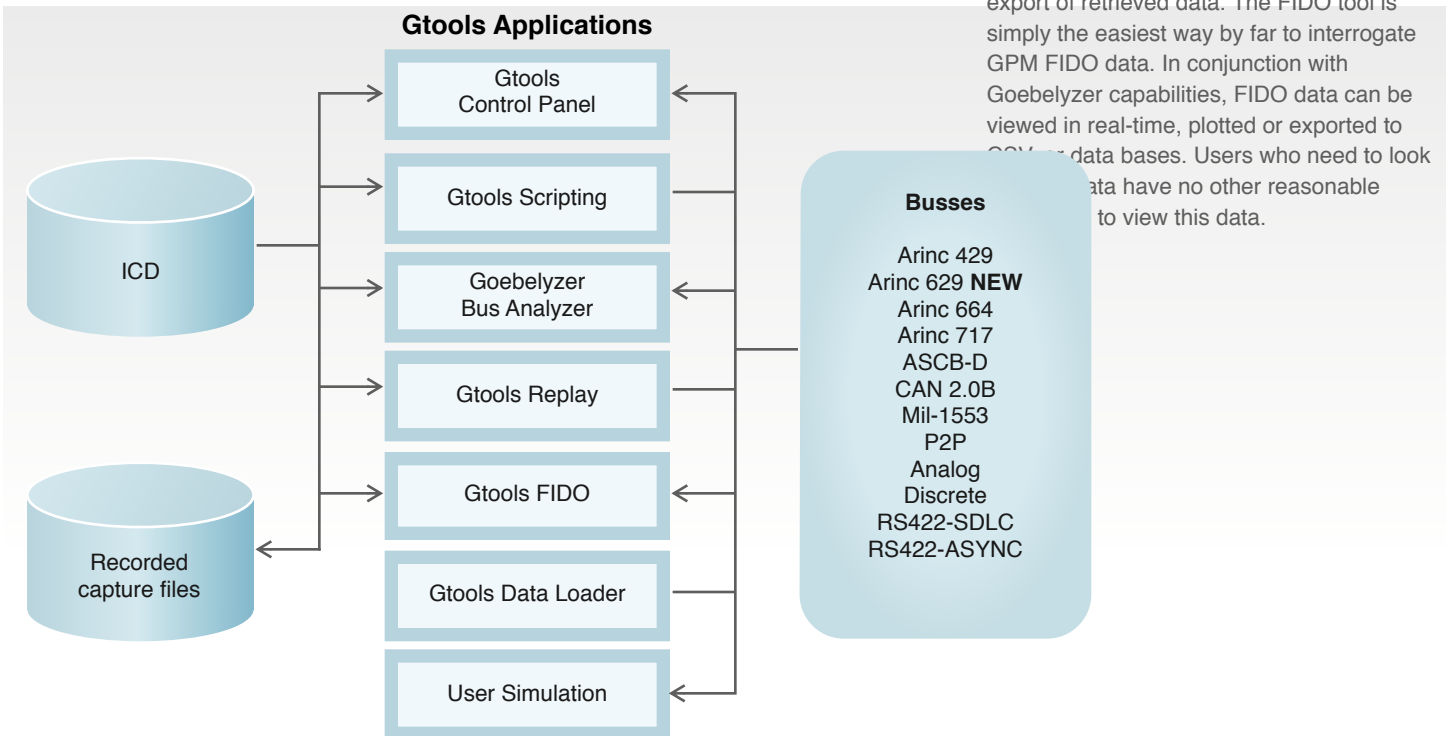 export of retrieved data. The FIDO tool is
simply the easiest way by far to interrogate
GPM FIDO data. In conjunction with
Goebelyzer capabilities, FIDO data can be
viewed in real-time, plotted or exported to
data bases. Users who need to look
have no other reasonable
to view this data.
Gtools Applications
Gtools
Control Panel
Gtools Scripting
Goebelyzer
Bus Analyzer
Gtools Replay
Gtools FIDO
Gtools Data Loader
User Simulation
ICD
Recorded
capture files
Busses
Arinc 429
Arinc 629 NEW
Arinc 664
Arinc 717
ASCB-D
CAN 2.0B
Mil-1553
P2P
Analog
Discrete
RS422-SDLC
RS422-ASYNC